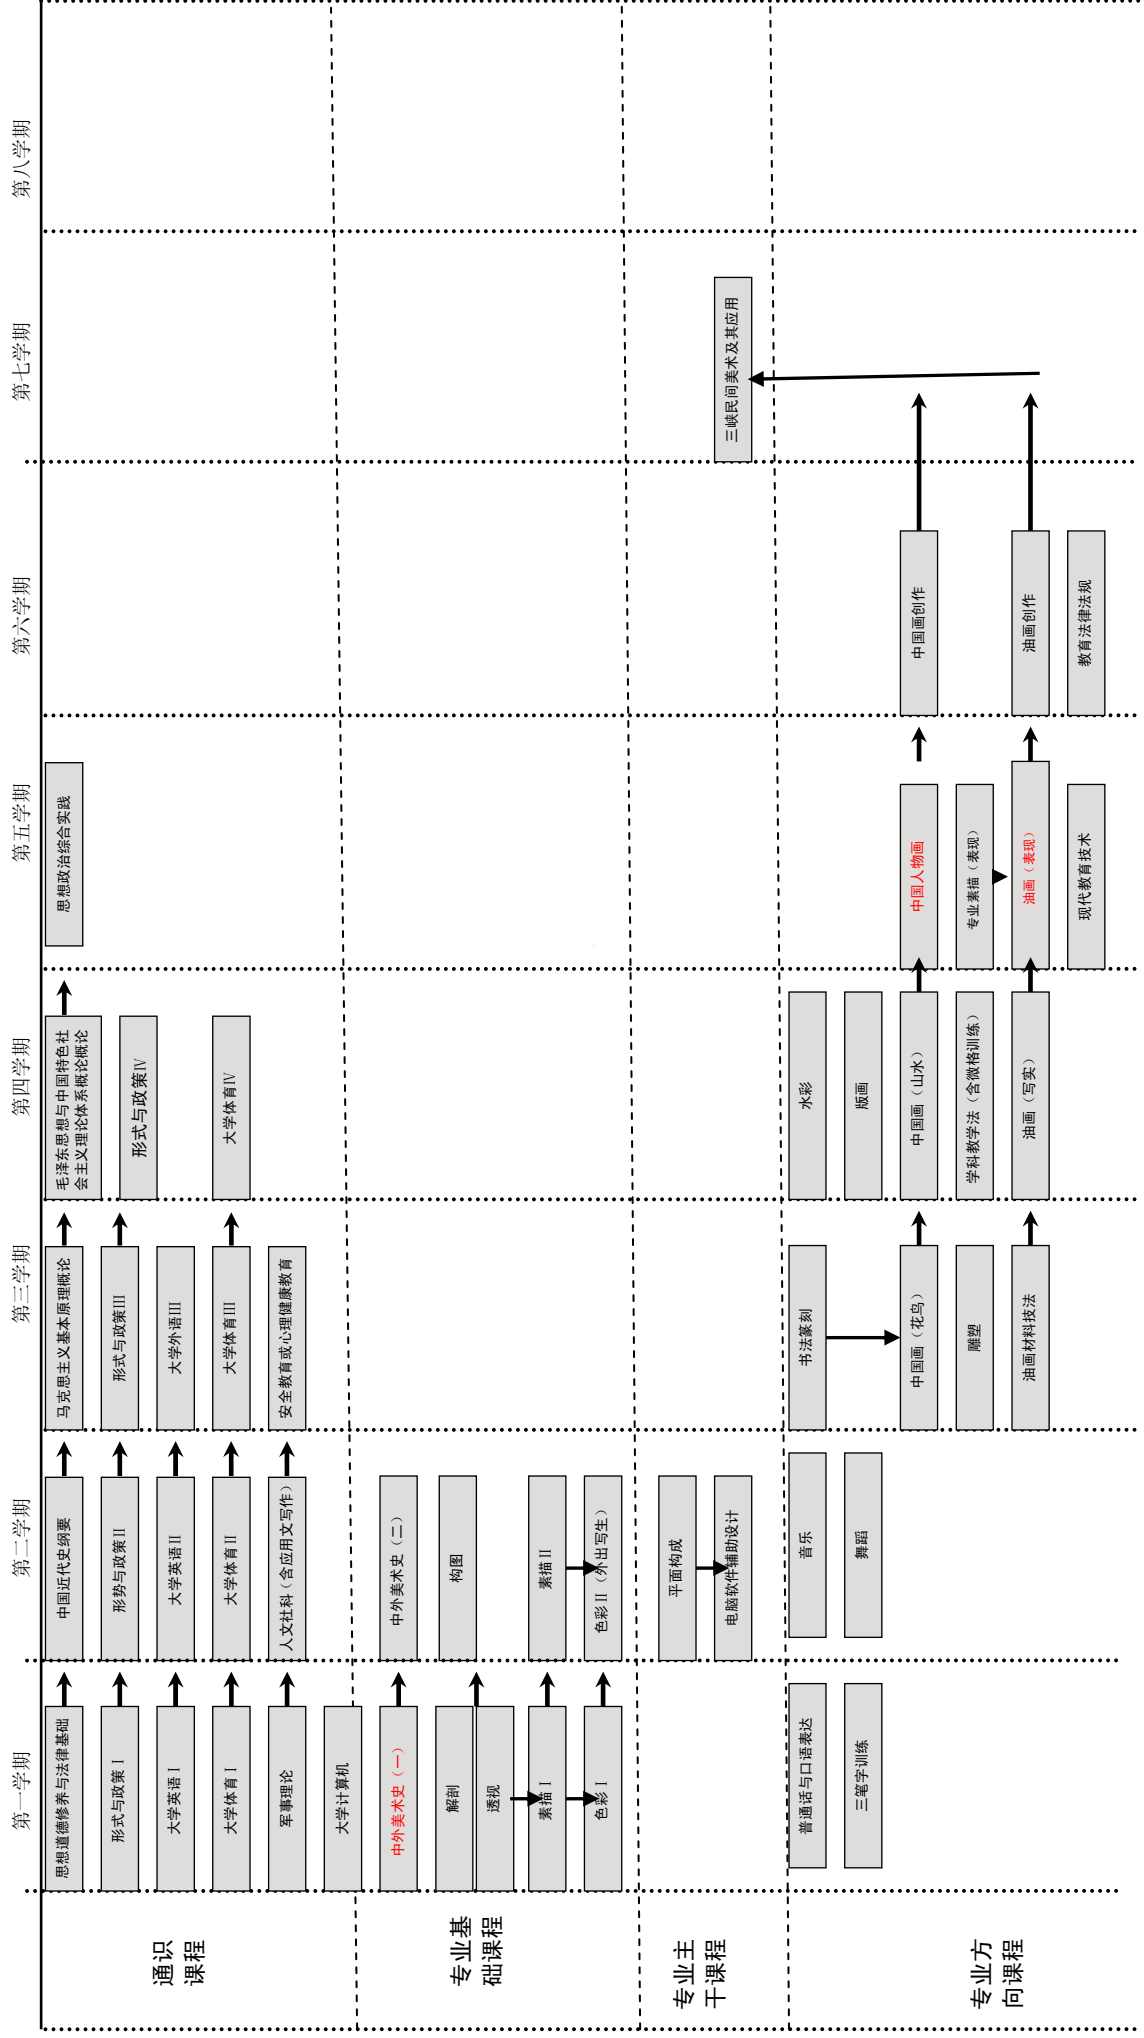 第一学期
第二学期
第三学期
第四学期
第五学期
第六学期
第七学期
第八学期
通识
课程
思想道德修养与法律基础
中国近代史纲要
马克思主义基本原理概论
毛泽东思想与中国特色社
会主义理论体系概论概论
思想政治综合实践
形式与政策 I
形势与政策II
形式与政策III
形式与政策IV
大学英语 I
大学英语II
大学外语III
大学体育 I
大学体育II
大学体育III
大学体育IV
军事理论
人文社科（含应用文写作）
安全教育或心理健康教育
大学计算机
专业基
础课程
中外美术史（一）
中外美术史（二）
解剖
构图
透视
素描 I
素描 II
色彩 I
色彩 II（外出写生）
专业主
干课程
平面构成
电脑软件辅助设计
三峡民间美术及其应用
专业方
向课程
普通话与口语表达
音乐
书法篆刻
水彩
三笔字训练
舞蹈
版画
中国画（花鸟）
中国画（山水）
中国人物画
中国画创作
雕塑
学科教学法（含微格训练）
专业素描（表现）
油画材料技法
油画（写实）
油画（表现）
油画创作
现代教育技术
教育法律法规